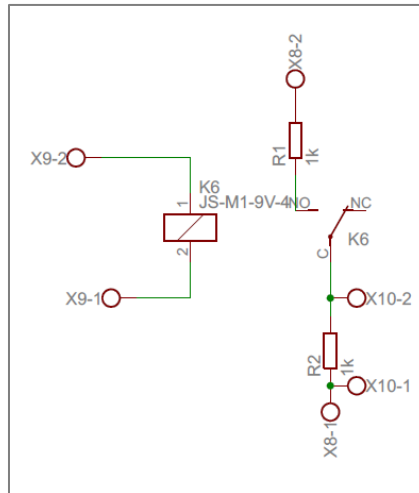 X8-2
X9-2
R1
1k
K6
1
JS-M1-9V-4
NO
NC
K6
2
C
X9-1
X10-2
R2
1k
X10-1
X8-1